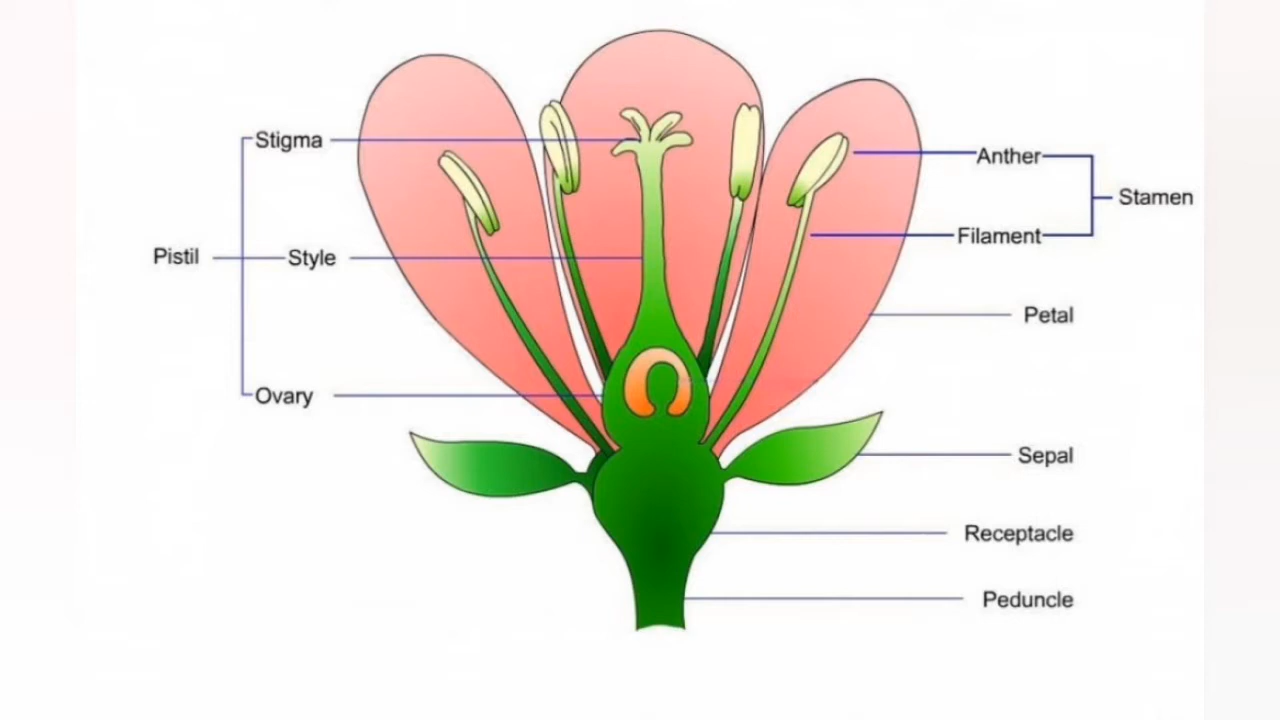 Stigma
Anther
Stamen
Filament
Pistil
Style
Petal
Ovary
Sepal
Receptacle
Peduncle